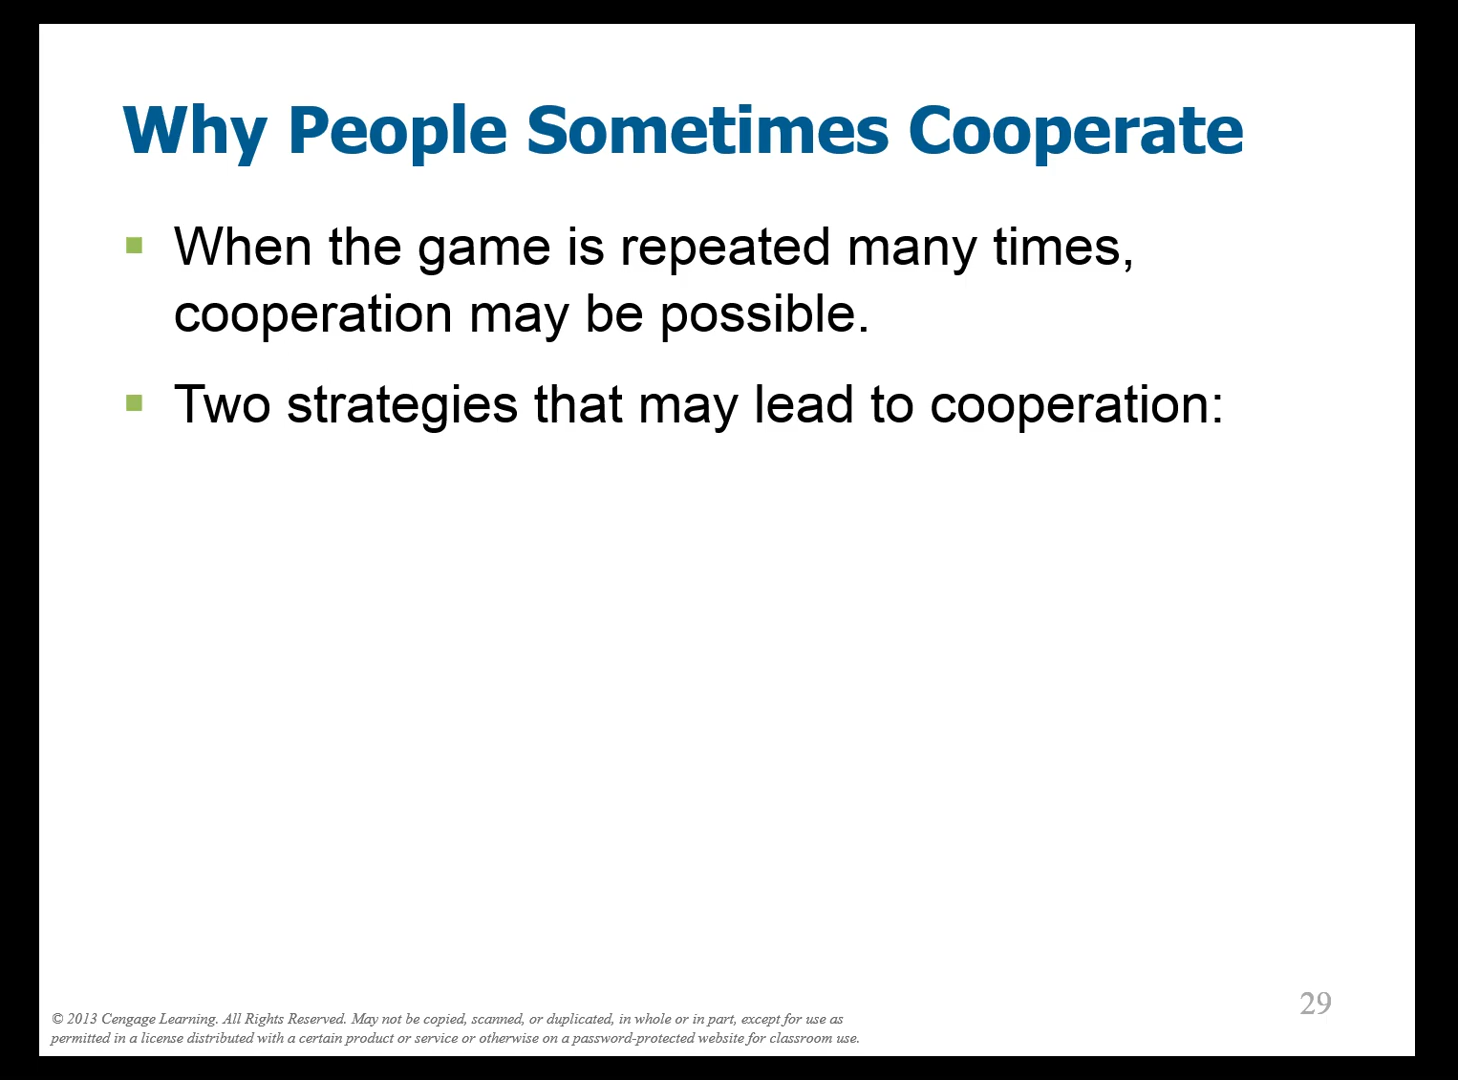 Why People Sometimes Cooperate
When the game is repeated many times,
cooperation may be possible.
Two strategies that may lead to cooperation:
29
© 2013 Cengage Learning. All Rights Reserved. May not be copied, scanned, or duplicated, in whole or in part, except for use as
permitted in a license distributed with a certain product or service or otherwise on a password-protected website for classroom use.